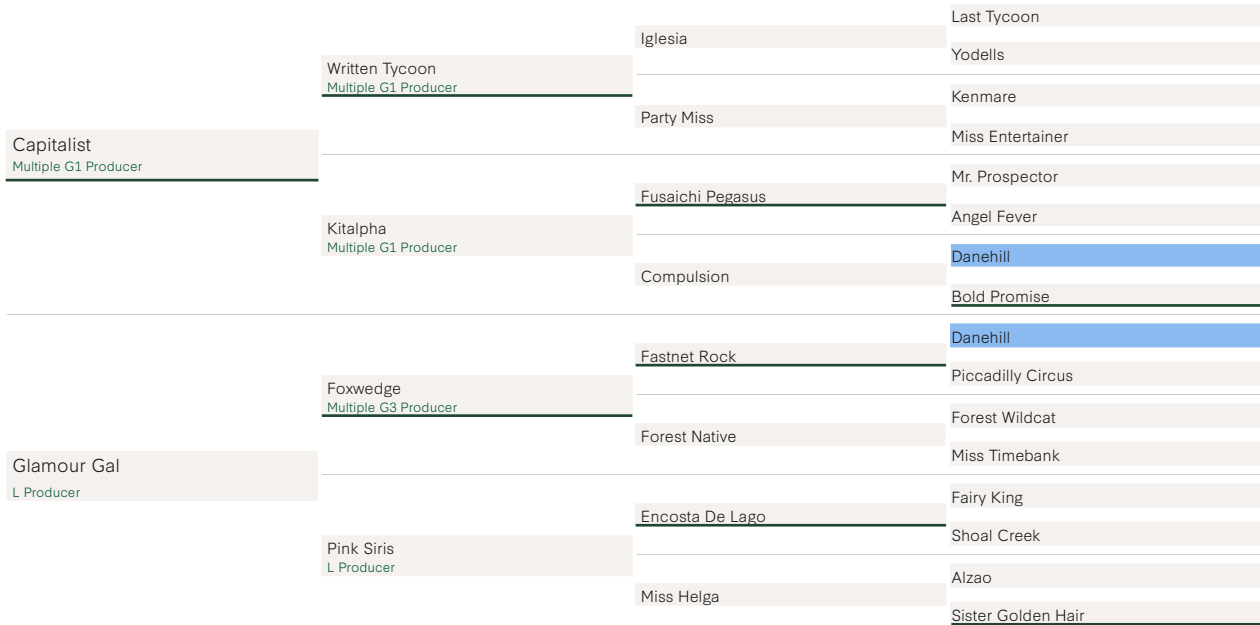 Capitalist
Multiple G1 Producer
Glamour Gal
L Producer
Written Tycoon
Multiple G1 Producer
Kitalpha
Multiple G1 Producer
Foxwedge
Multiple G3 Producer
Pink Siris
L Producer
Iglesia
Party Miss
Fusaichi Pegasus
Compulsion
Fastnet Rock
Forest Native
Encosta De Lago
Miss Helga
Last Tycoon
Yodells
Kenmare
Miss Entertainer
Mr. Prospector
Angel Fever
Danehill
Bold Promise
Danehill
Piccadilly Circus
Forest Wildcat
Miss Timebank
Fairy King
Shoal Creek
Alzao
Sister Golden Hair